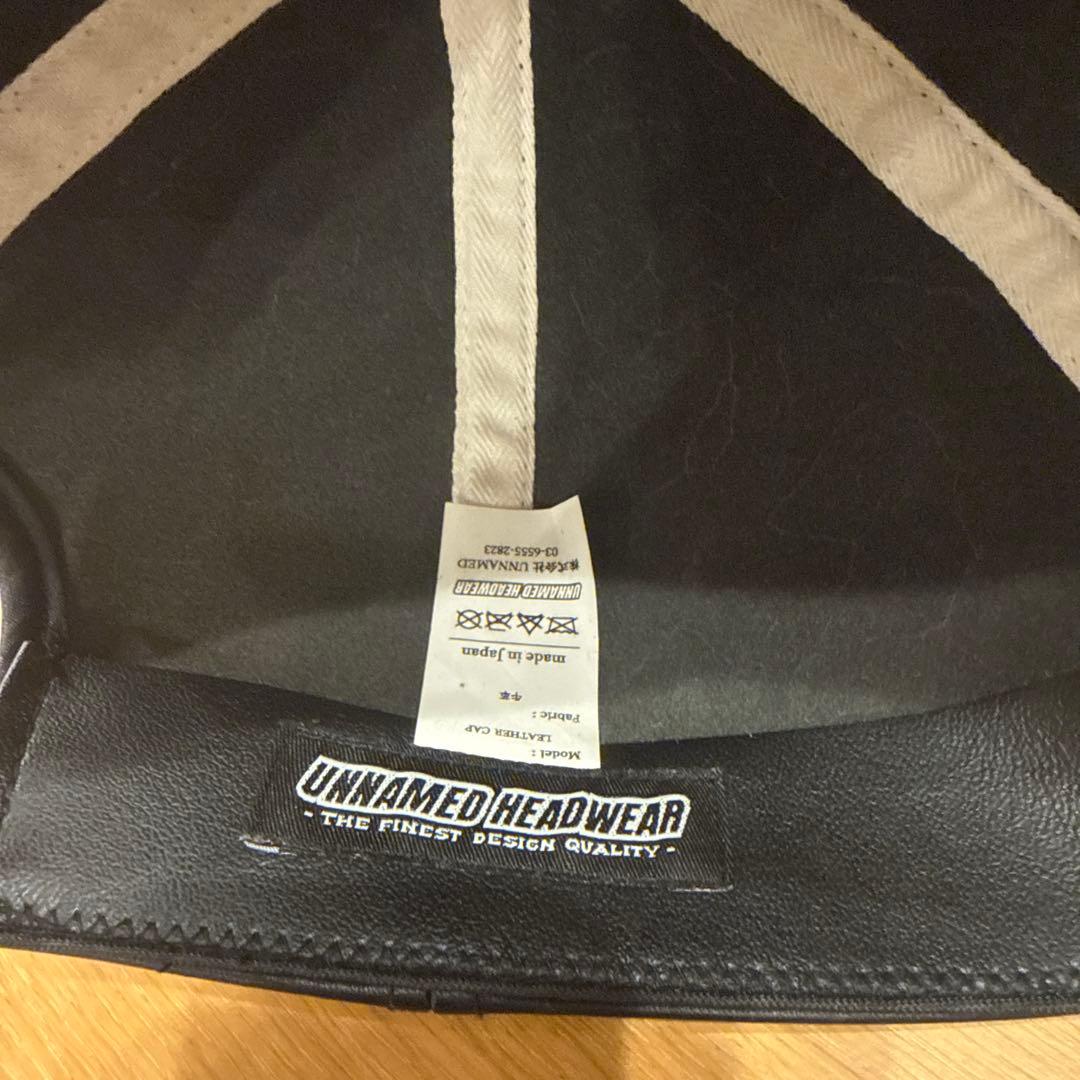 Model :
LEATHER CAP
Fabric :
牛革
made in Japan
UNNAMED HEADWEAR
株式会社 UNNAMED
03-6555-2823
UNNAMED HEADWEAR
- THE FINEST DESIGN QUALITY -